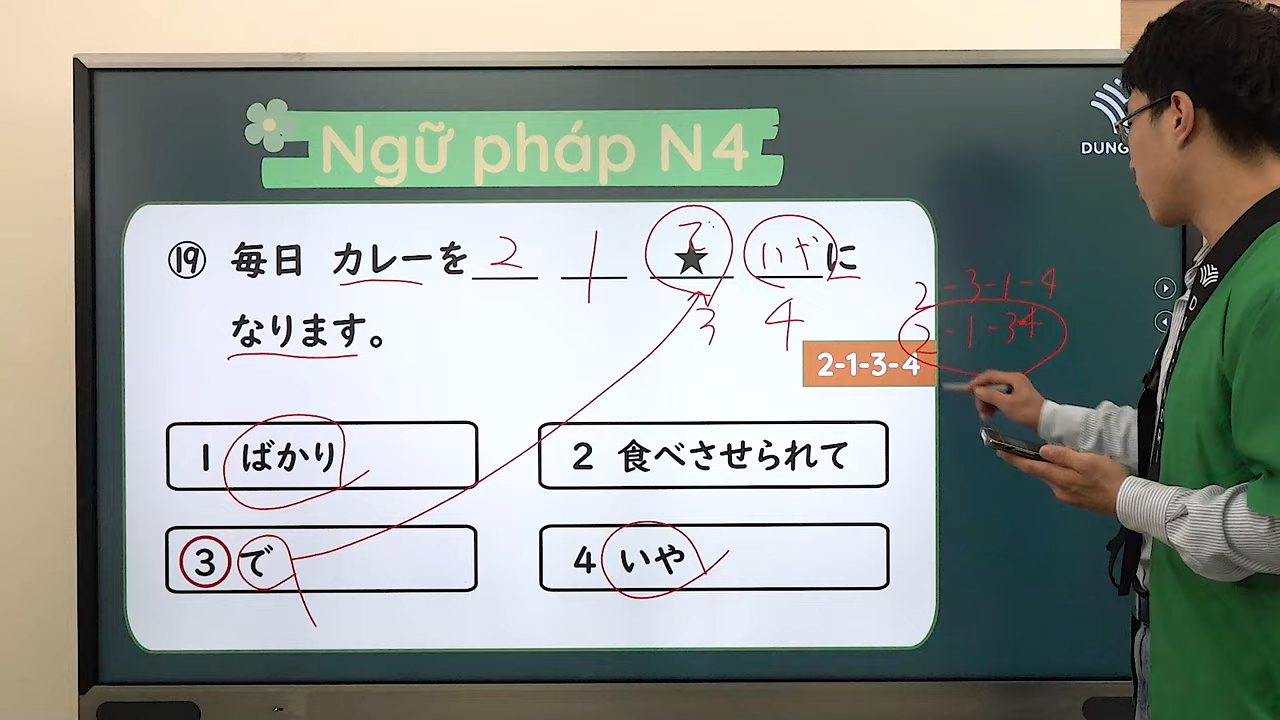 Ngữ pháp N4
DUNG
⑲ 毎日 カレーを 2 1 ★で いやに
3 4
なります。
2-3-1-4
2-1-34
2-1-3-4
1 ばかり
2 食べさせられて
3 で
4 いや